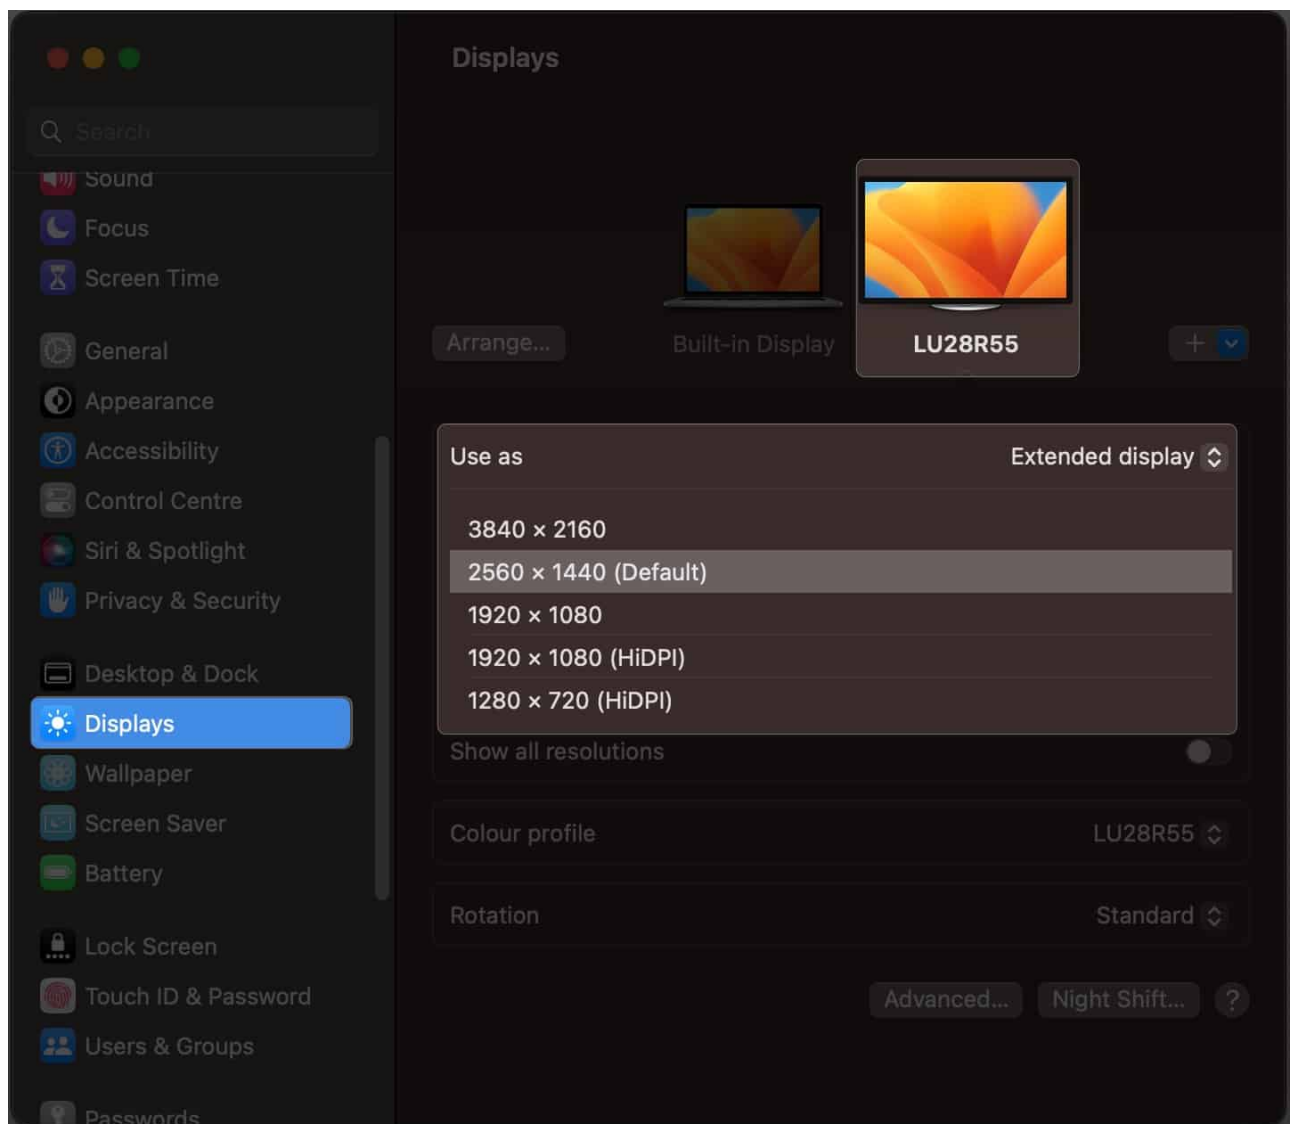 Displays
Search
Sound
Focus
Screen Time
General
Appearance
Accessibility
Control Centre
Siri & Spotlight
Privacy & Security
Desktop & Dock
Displays
Wallpaper
Screen Saver
Battery
Lock Screen
Touch ID & Password
Users & Groups
Passwords
Arrange...
Built-in Display
LU28R55
Use as
Extended display
3840 × 2160
2560 × 1440 (Default)
1920 × 1080
1920 × 1080 (HiDPI)
1280 × 720 (HiDPI)
Show all resolutions
Colour profile
LU28R55
Rotation
Standard
Advanced...
Night Shift...
?